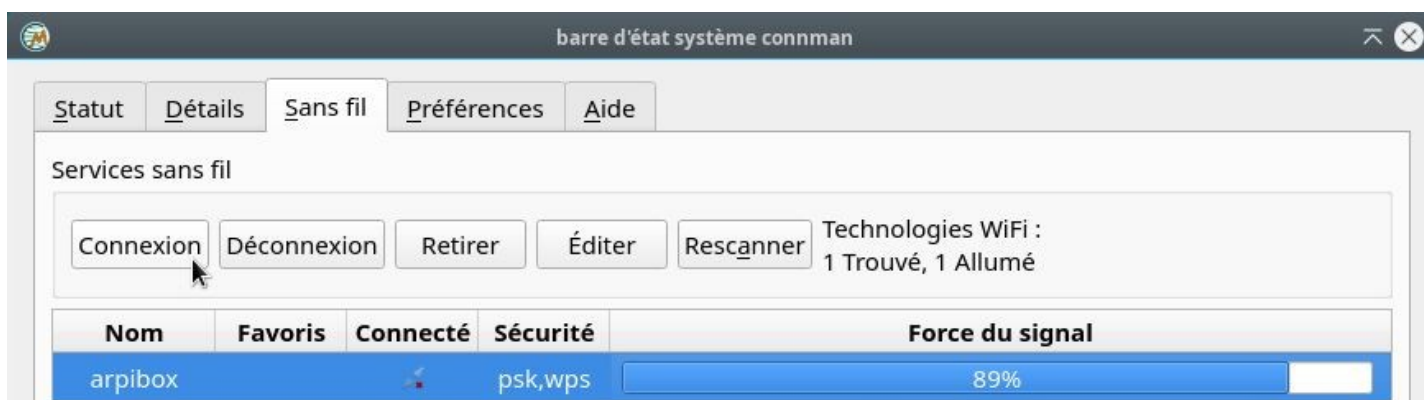 barre d'état système connman
Statut Détails Sans fil Préférences Aide
Services sans fil
Connexion Déconnexion Retirer Éditer Rescanner Technologies WiFi :
1 Trouvé, 1 Allumé
Nom Favoris Connecté Sécurité Force du signal
arpibox psk,wps 89%